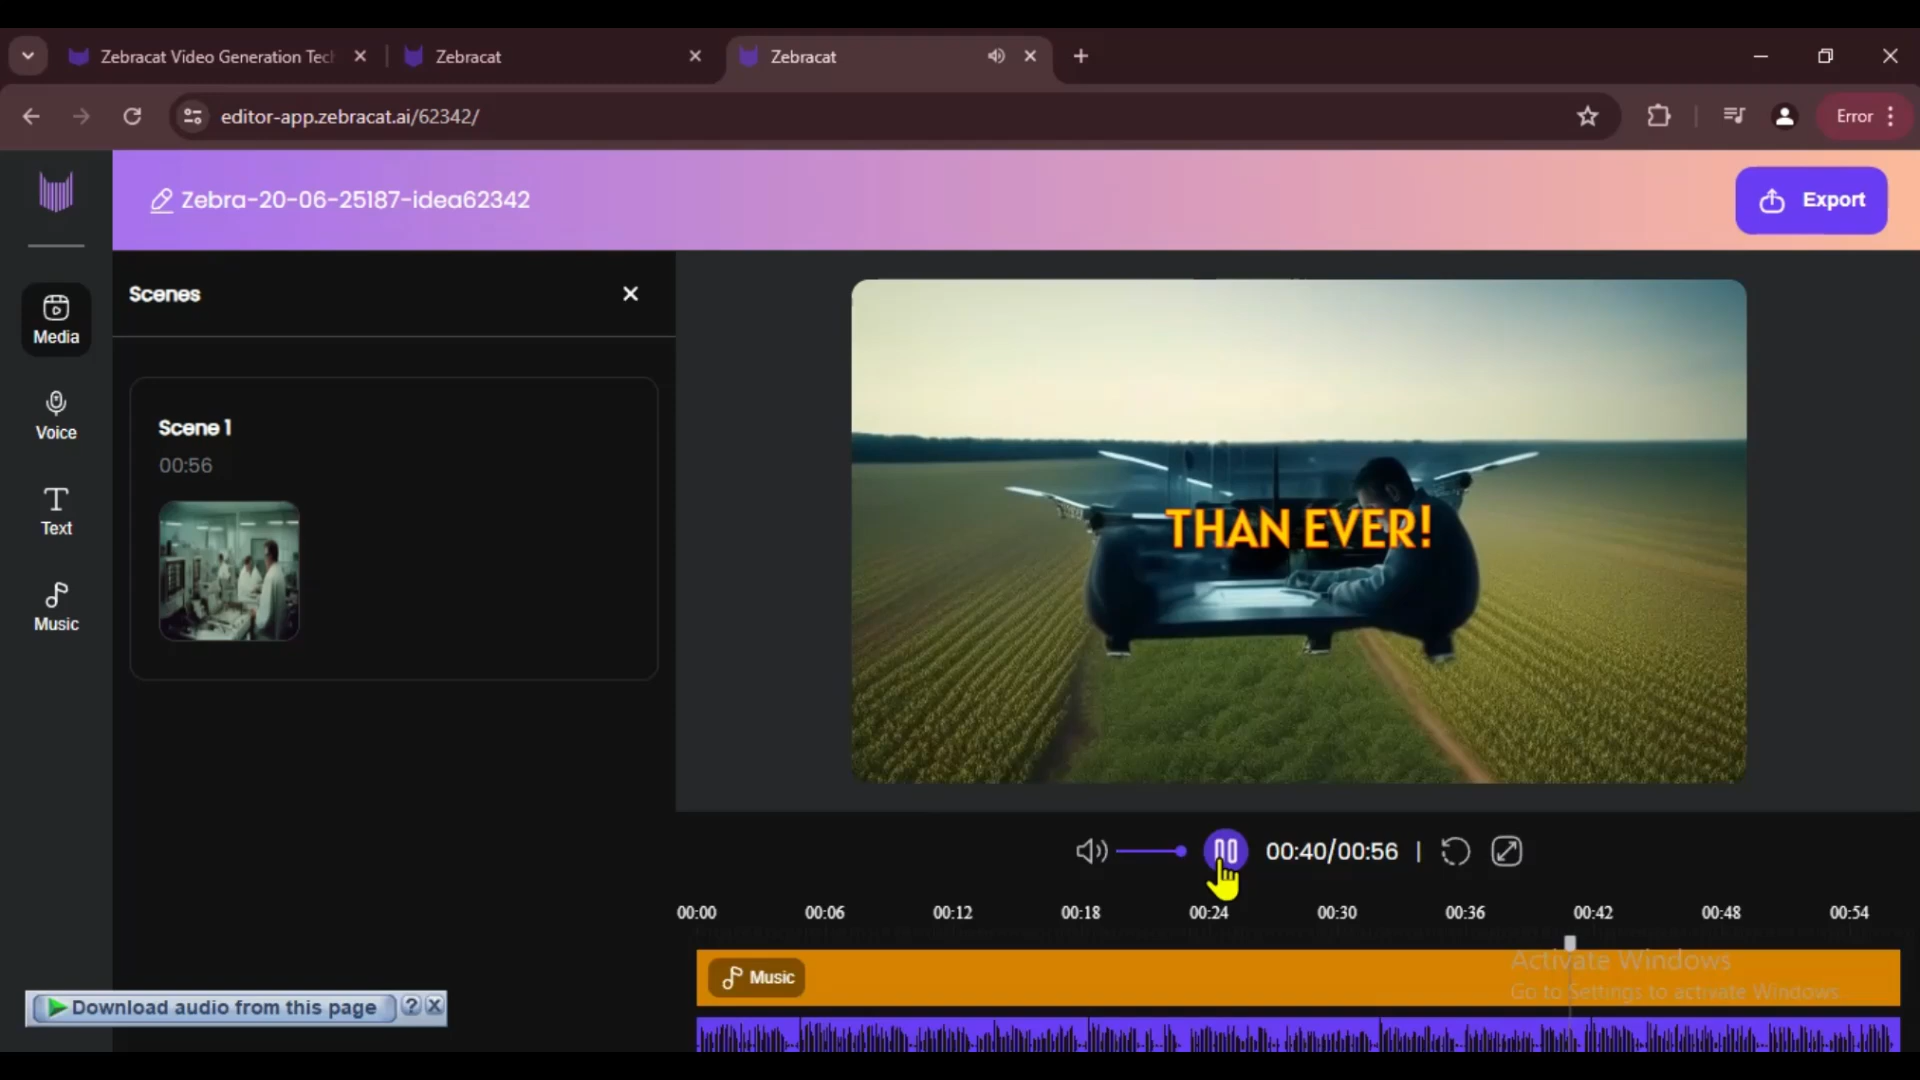 Zebracat Video Generation Tec
Zebracat
Zebracat
editor-app.zebracat.ai/62342/
Error
Zebra-20-06-25187-idea62342
Export
Media
Voice
Text
Music
Scenes
Scene 1
00:56
THAN EVER!
00:40/00:56
00:00 00:06 00:12 00:18 00:24 00:30 00:36 00:42 00:48 00:54
Music
Activate Windows
Go to Settings to activate Windows.
Download audio from this page